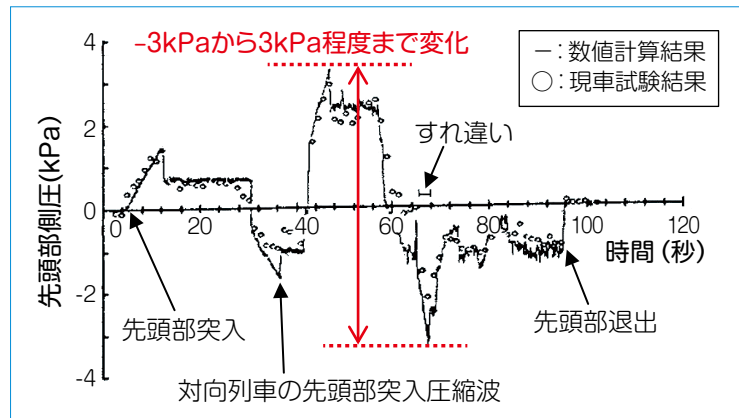 -3kPaから3kPa程度まで変化
－：数値計算結果
○：現車試験結果
すれ違い
先頭部側圧(kPa)
4
2
0
-2
-4
0
20
40
60
80
100
120
時間(秒)
先頭部突入
対向列車の先頭部突入圧縮波
先頭部退出